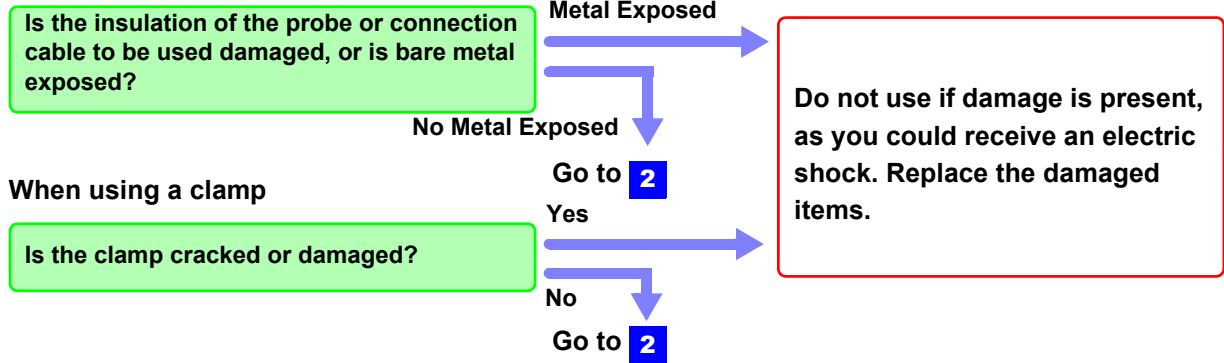 Metal Exposed
Is the insulation of the probe or connection
cable to be used damaged, or is bare metal
exposed?
Do not use if damage is present,
as you could receive an electric
shock. Replace the damaged
items.
No Metal Exposed
Go to 2
When using a clamp
Yes
Is the clamp cracked or damaged?
No
Go to 2